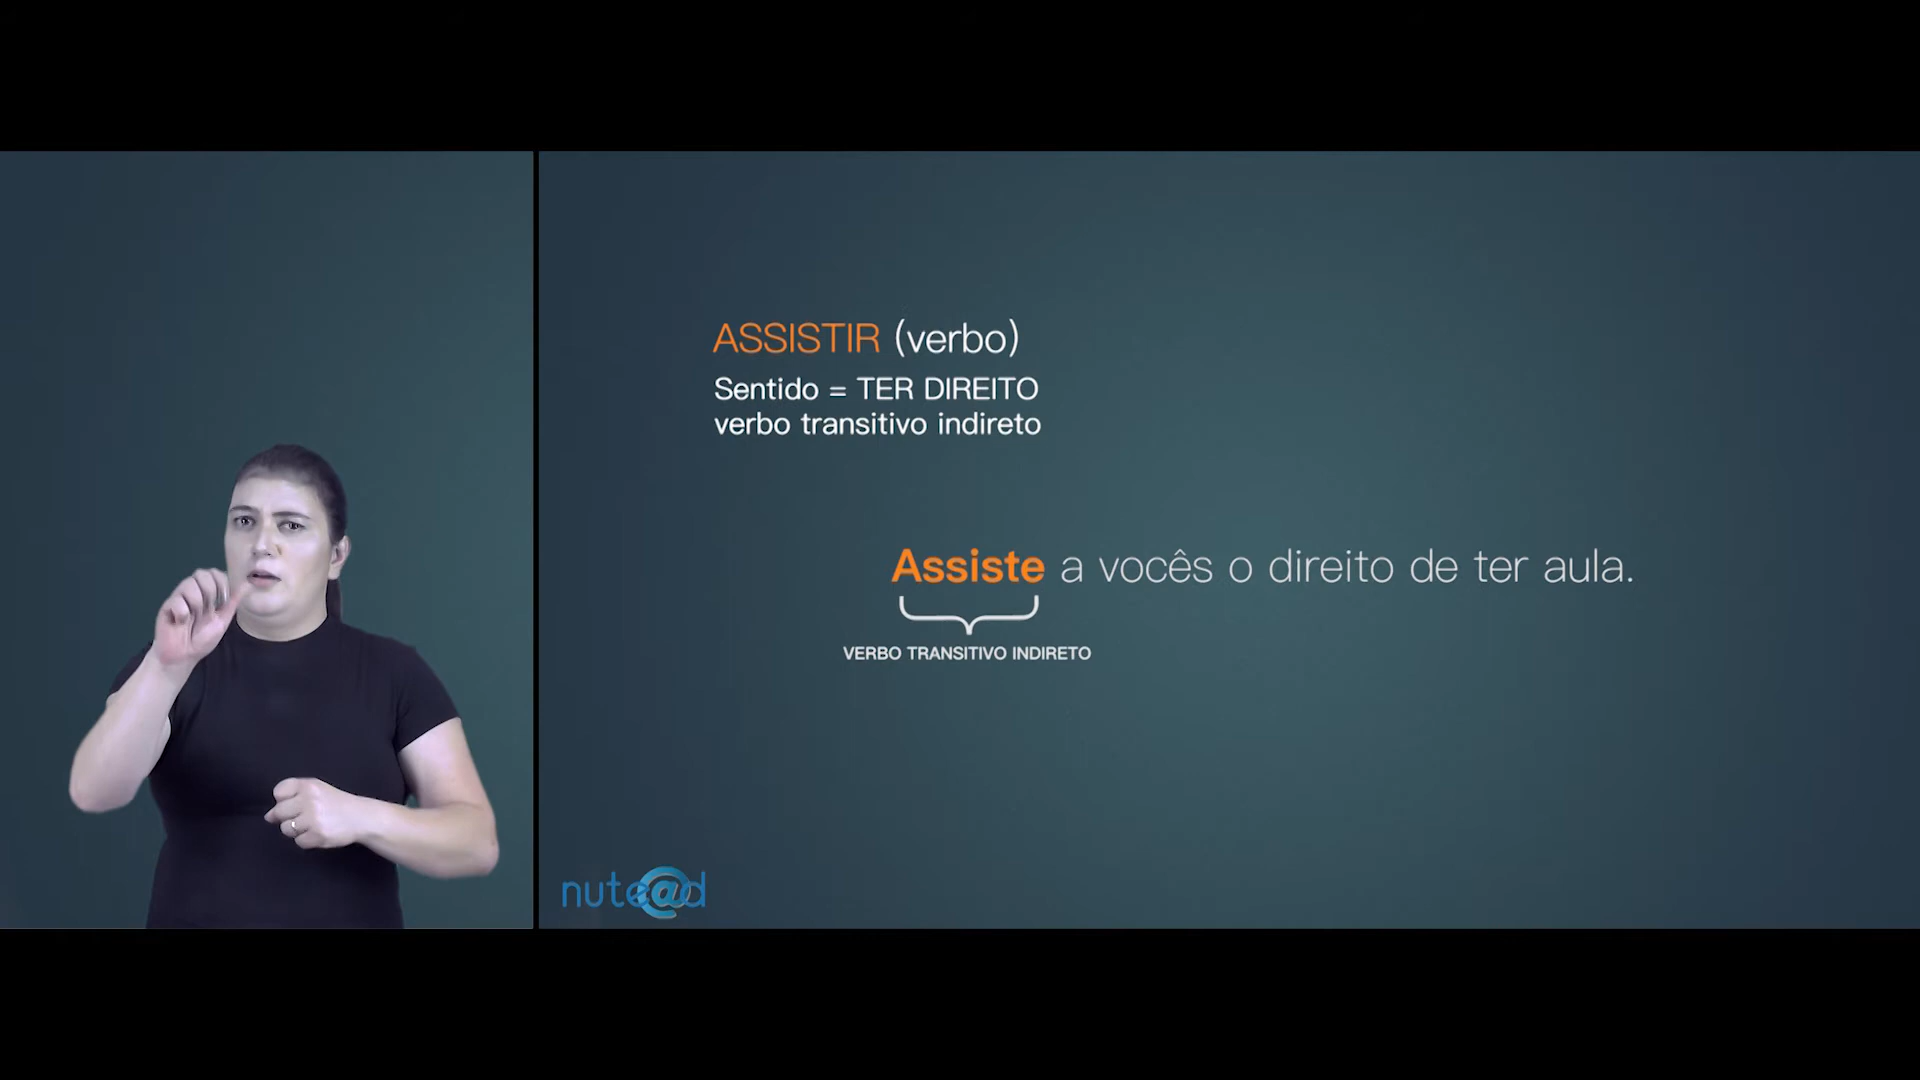 ASSISTIR (verbo)
Sentido = TER DIREITO
verbo transitivo indireto
Assiste a vocês o direito de ter aula.
VERBO TRANSITIVO INDIRETO
nute@d